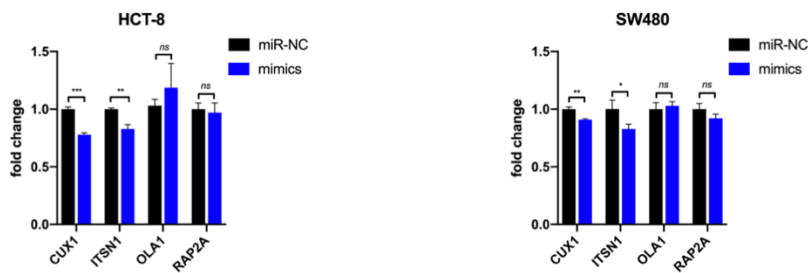 HCT-8
fold change
1.5
1.0
0.5
0.0
***
**
ns
ns
CUX1
ITSN1
OLA1
RAP2A
miR-NC
mimics
SW480
fold change
1.5
1.0
0.5
0.0
**
*
ns
ns
CUX1
ITSN1
OLA1
RAP2A
miR-NC
mimics